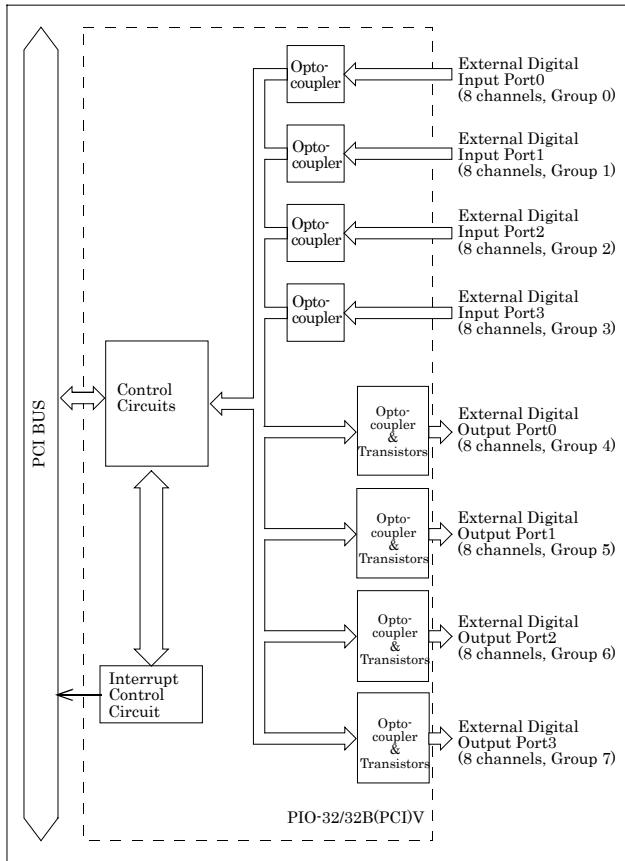 Opto-
coupler
External Digital
Input Port0
(8 channels, Group 0)
Opto-
coupler
External Digital
Input Port1
(8 channels, Group 1)
Opto-
coupler
External Digital
Input Port2
(8 channels, Group 2)
Opto-
coupler
External Digital
Input Port3
(8 channels, Group 3)
PCI BUS
Control
Circuits
Opto-
coupler
&
Transistors
External Digital
Output Port0
(8 channels, Group 4)
Opto-
coupler
&
Transistors
External Digital
Output Port1
(8 channels, Group 5)
Opto-
coupler
&
Transistors
External Digital
Output Port2
(8 channels, Group 6)
Interrupt
Control
Circuit
Opto-
coupler
&
Transistors
External Digital
Output Port3
(8 channels, Group 7)
PIO-32/32B(PCI)V